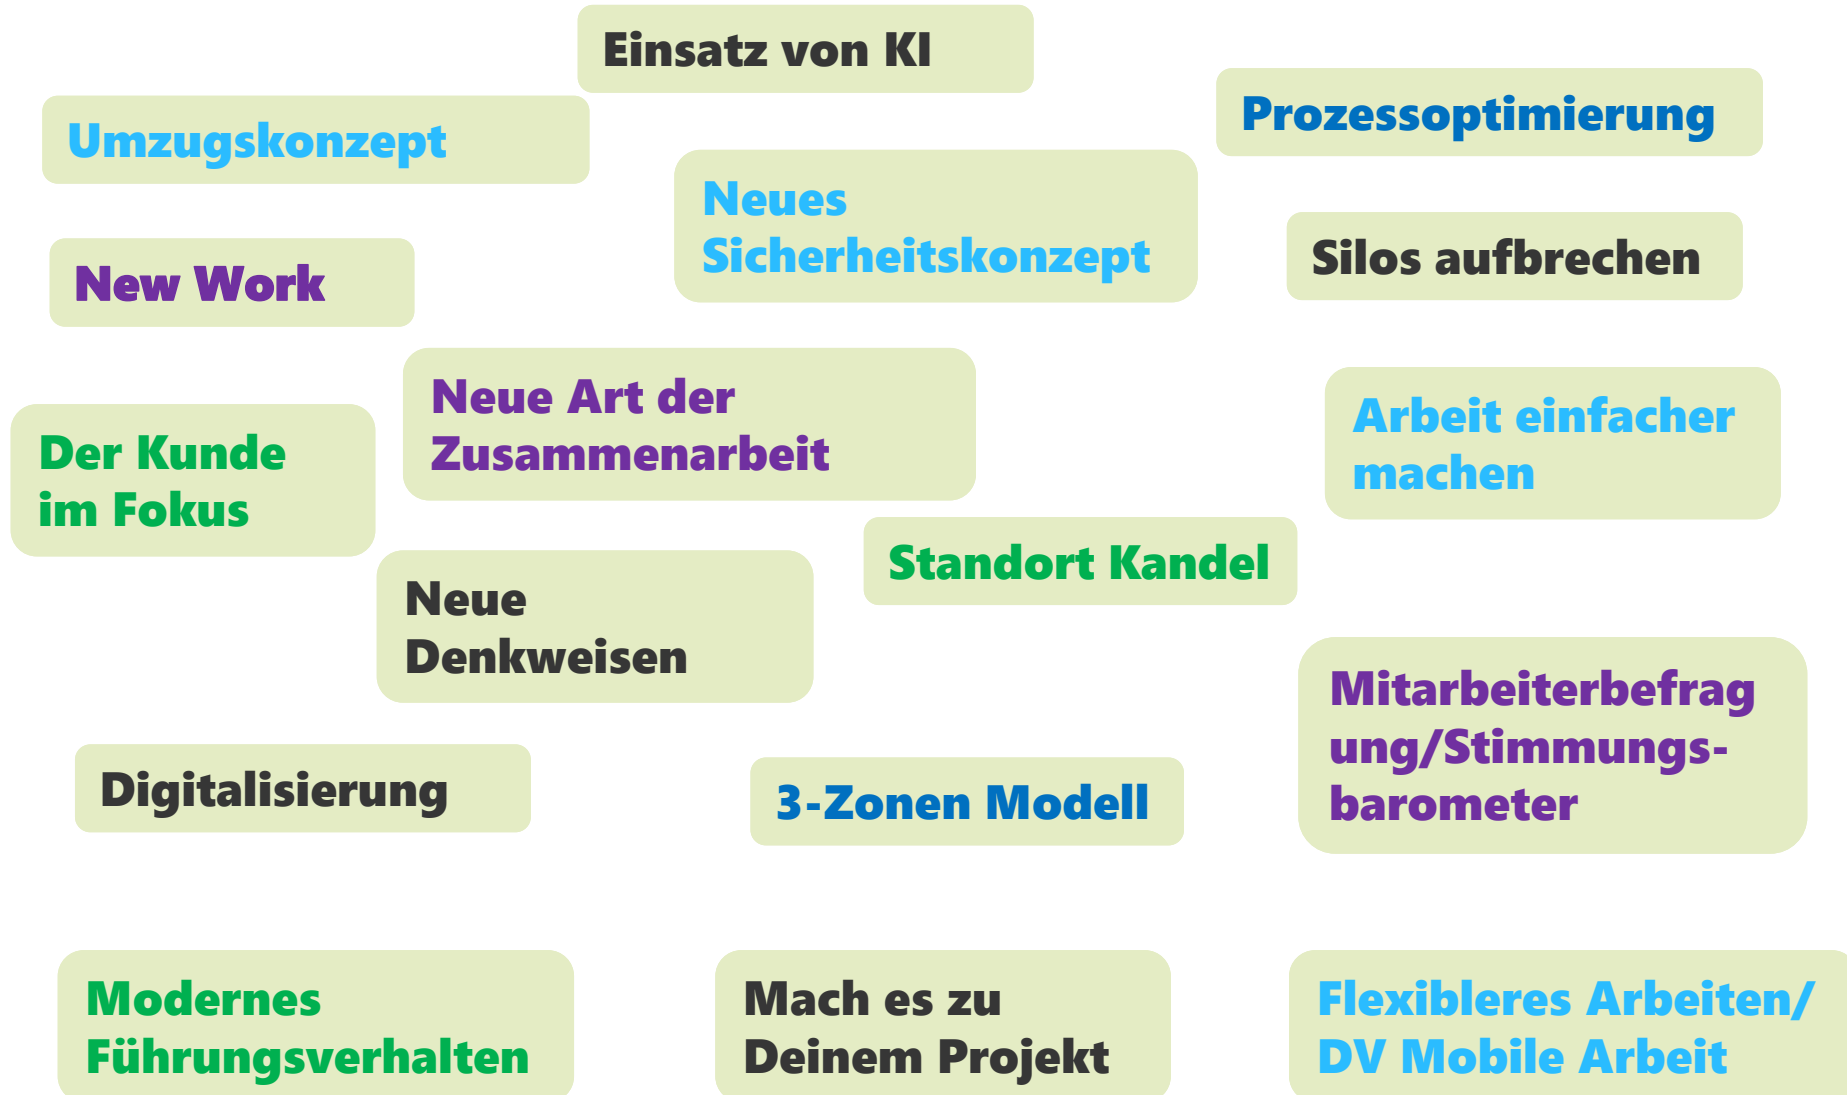 Einsatz von KI
Prozessoptimierung
Umzugskonzept
Neues
Sicherheitskonzept
Silos aufbrechen
New Work
Neue Art der
Zusammenarbeit
Arbeit einfacher
machen
Der Kunde
im Fokus
Standort Kandel
Neue
Denkweisen
Mitarbeiterbefrag
ung/Stimmungs-
barometer
Digitalisierung
3-Zonen Modell
Modernes
Führungsverhalten
Mach es zu
Deinem Projekt
Flexibleres Arbeiten/
DV Mobile Arbeit